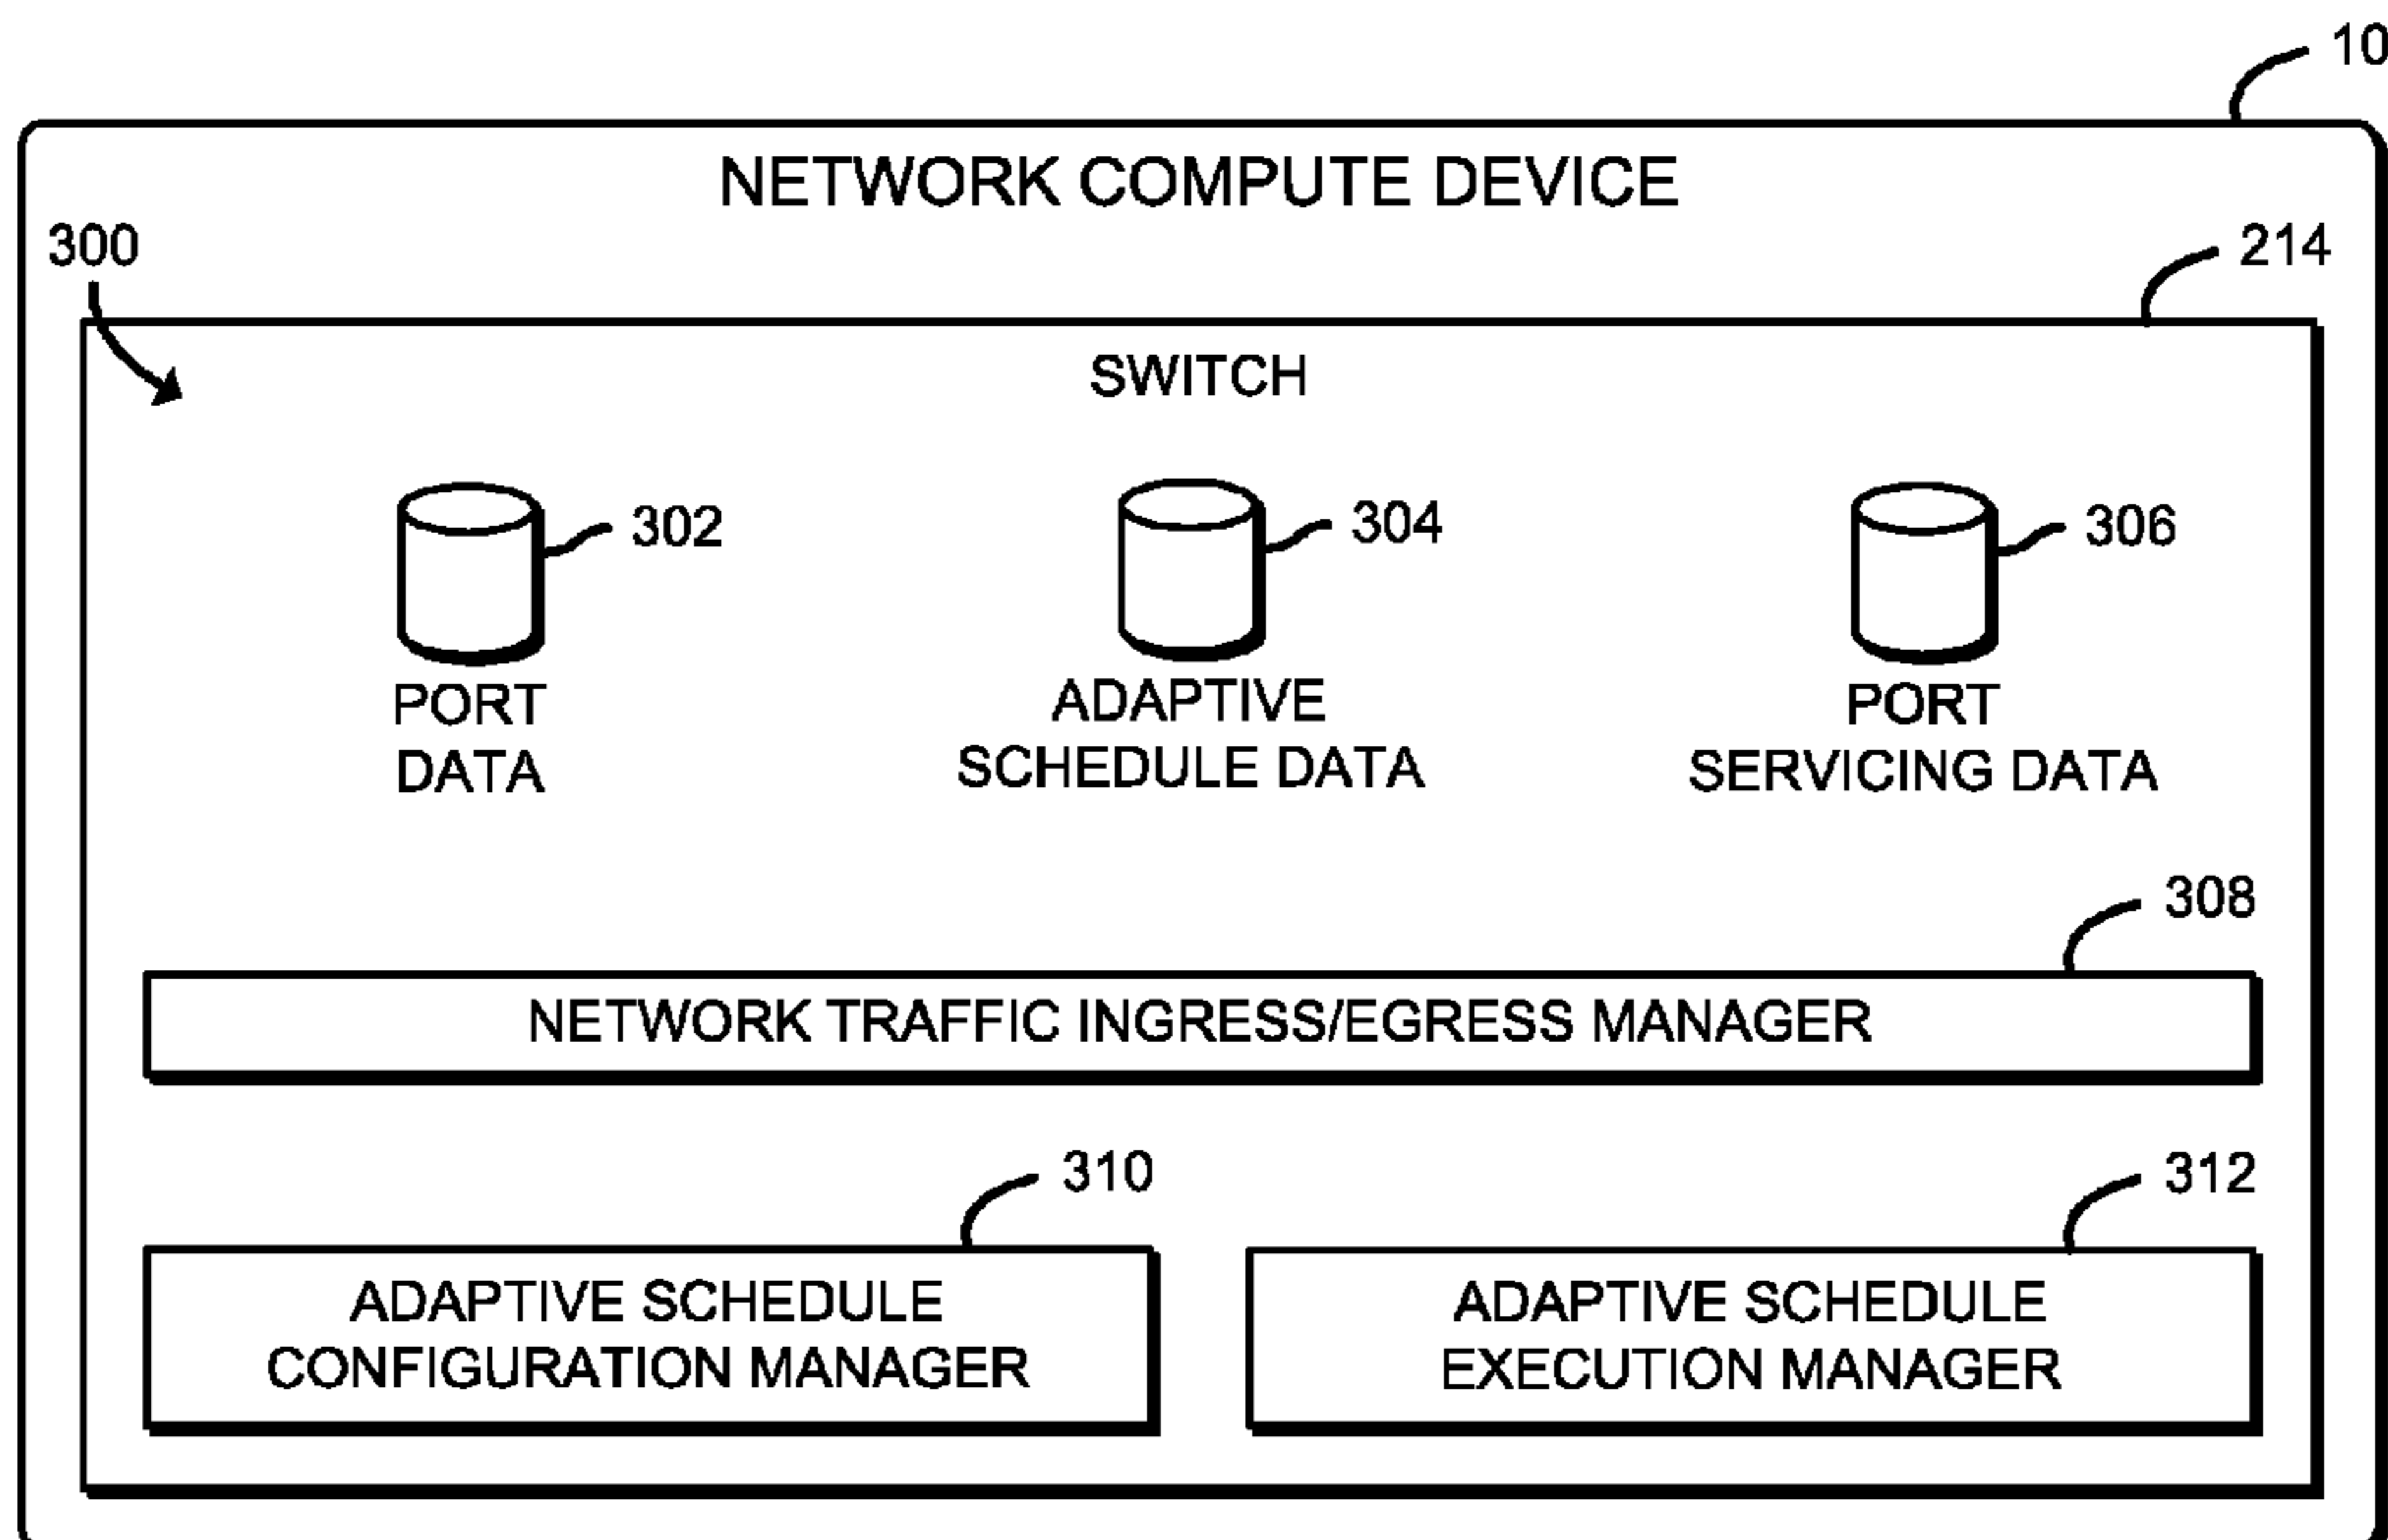 10
NETWORK COMPUTE DEVICE
300
214
SWITCH
302
304
306
PORT
DATA
ADAPTIVE
SCHEDULE DATA
PORT
SERVICING DATA
308
NETWORK TRAFFIC INGRESS/EGRESS MANAGER
310
312
ADAPTIVE SCHEDULE
CONFIGURATION MANAGER
ADAPTIVE SCHEDULE
EXECUTION MANAGER